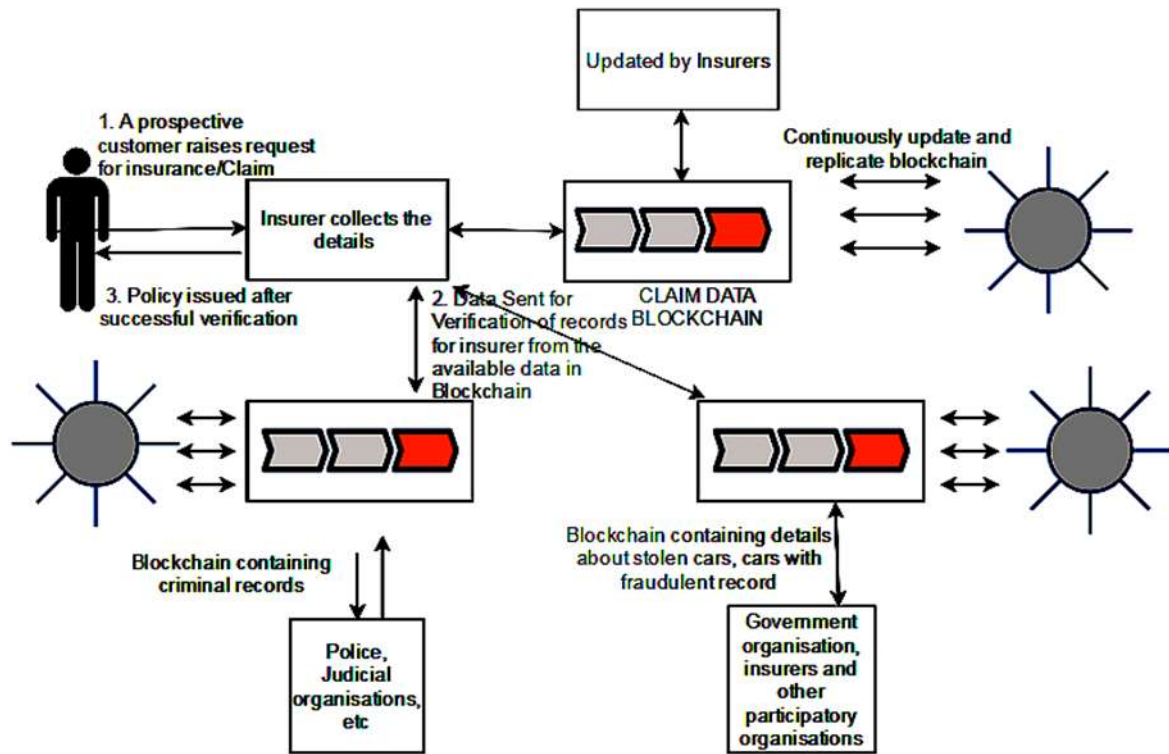 Updated by Insurers
1. A prospective
customer raises request
for insurance/Claim
Continuously update and
replicate blockchain
Insurer collects the
details
3. Policy issued after
successful verification
CLAIM DATA
BLOCKCHAIN
2. Data Sent for
Verification of records
for insurer from the
available data in
Blockchain
Blockchain containing
criminal records
Blockchain containing details
about stolen cars, cars with
fraudulent record
Police,
Judicial
organisations,
etc
Government
organisation,
insurers and
other
participatory
organisations